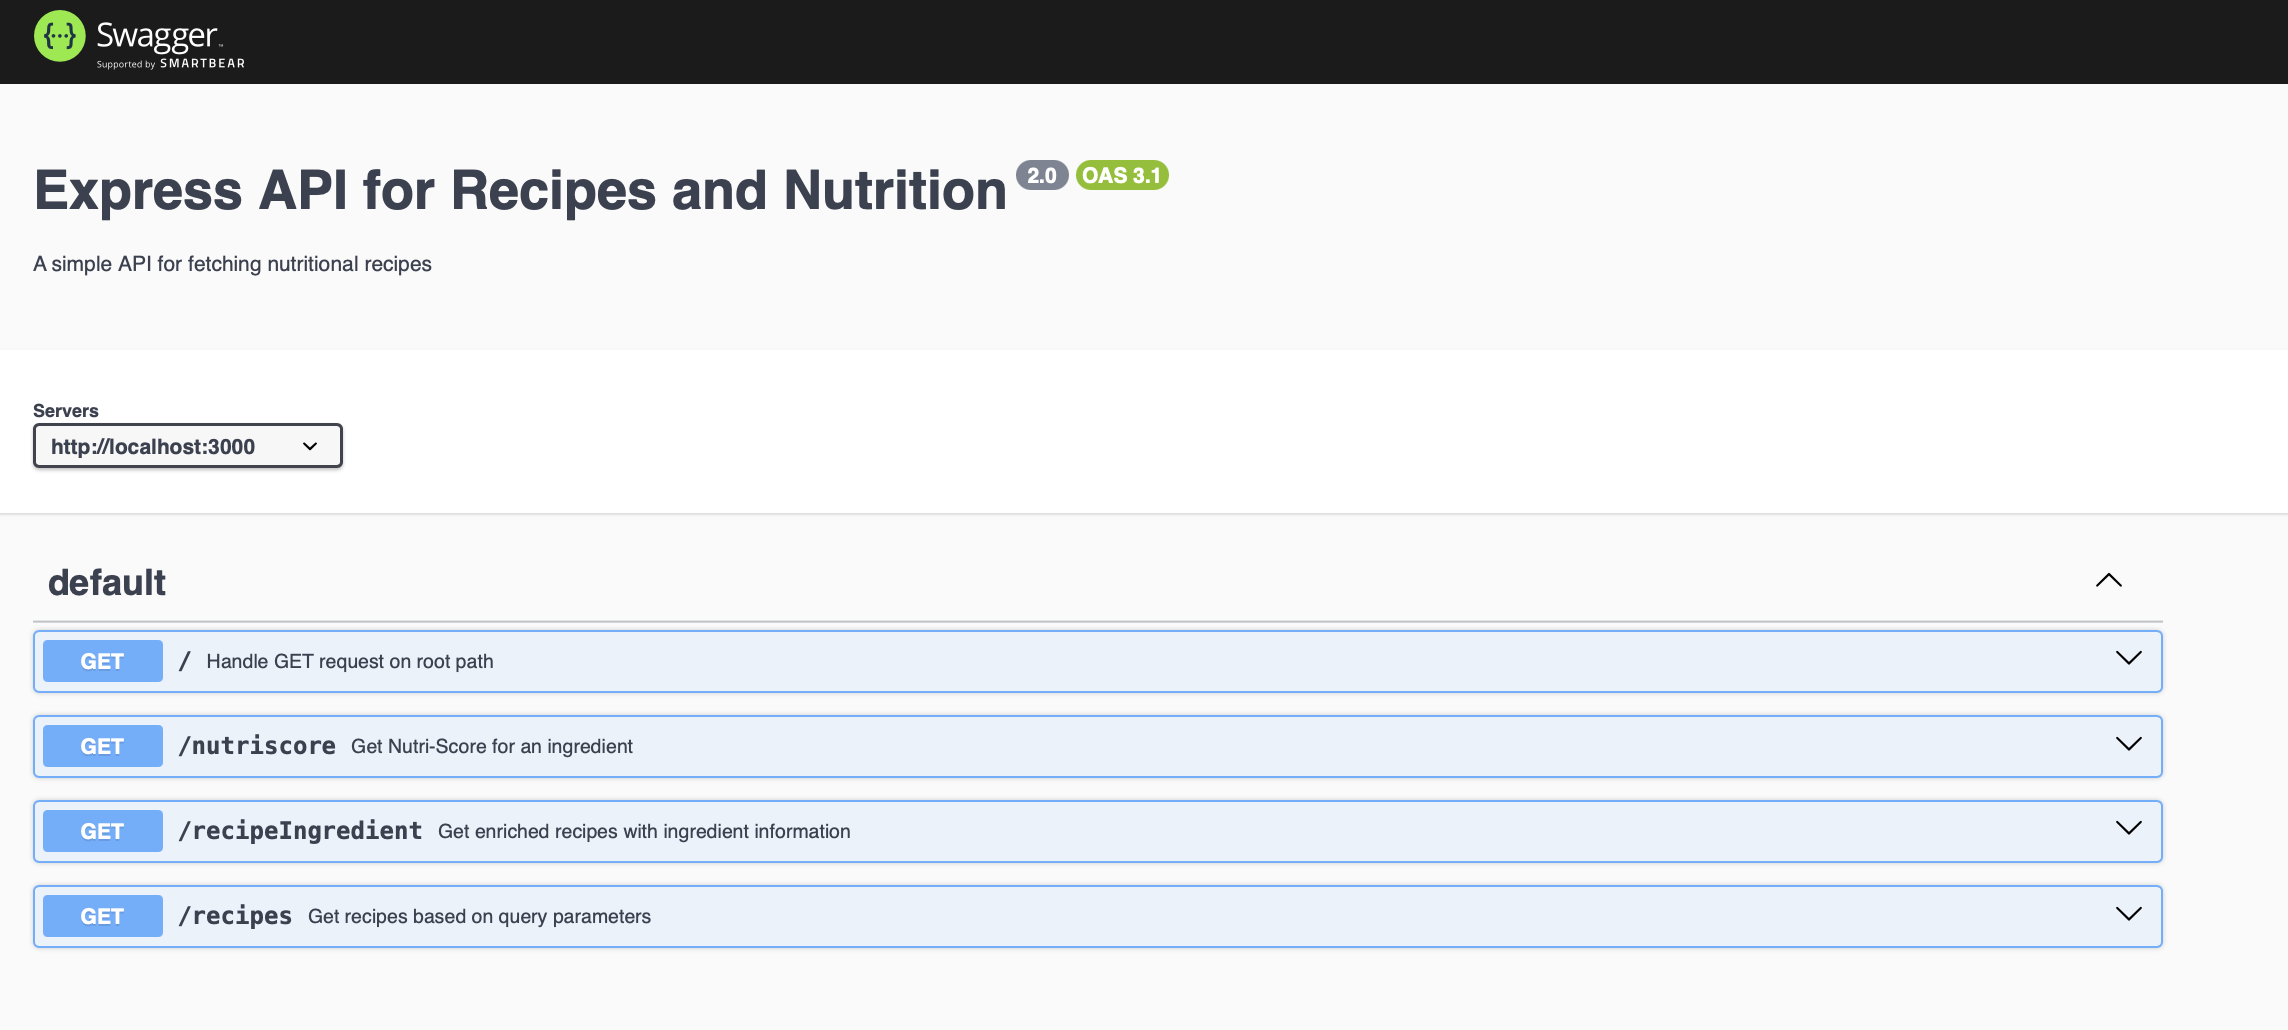 {···} Swagger™
Supported by SMARTBEAR
Express API for Recipes and Nutrition 2.0 OAS 3.1
A simple API for fetching nutritional recipes
Servers
http://localhost:3000
default
GET / Handle GET request on root path
GET /nutriscore Get Nutri-Score for an ingredient
GET /recipeIngredient Get enriched recipes with ingredient information
GET /recipes Get recipes based on query parameters